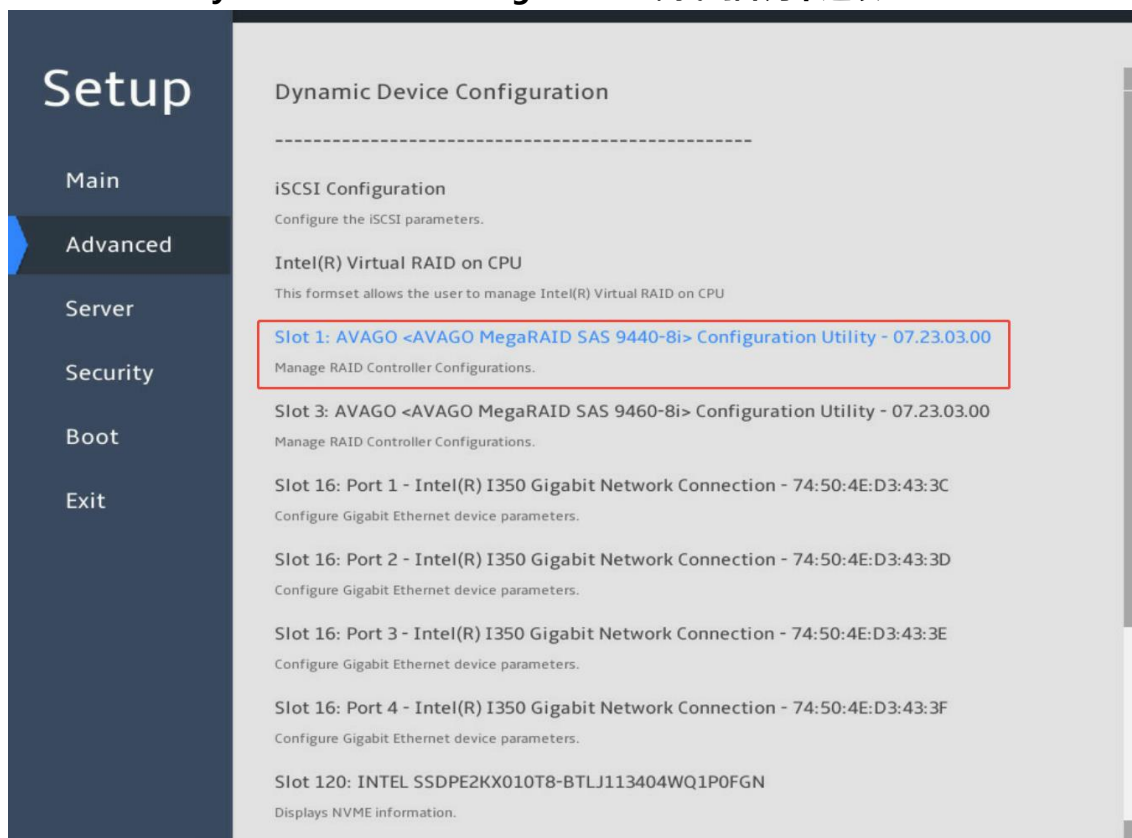 Setup
Main
Advanced
Server
Security
Boot
Exit
Dynamic Device Configuration
--------------------------------------------------
iSCSI Configuration
Configure the iSCSI parameters.
Intel(R) Virtual RAID on CPU
This formset allows the user to manage Intel(R) Virtual RAID on CPU
Slot 1: AVAGO <AVAGO MegaRAID SAS 9440-8i> Configuration Utility - 07.23.03.00
Manage RAID Controller Configurations.
Slot 3: AVAGO <AVAGO MegaRAID SAS 9460-8i> Configuration Utility - 07.23.03.00
Manage RAID Controller Configurations.
Slot 16: Port 1 - Intel(R) I350 Gigabit Network Connection - 74:50:4E:D3:43:3C
Configure Gigabit Ethernet device parameters.
Slot 16: Port 2 - Intel(R) I350 Gigabit Network Connection - 74:50:4E:D3:43:3D
Configure Gigabit Ethernet device parameters.
Slot 16: Port 3 - Intel(R) I350 Gigabit Network Connection - 74:50:4E:D3:43:3E
Configure Gigabit Ethernet device parameters.
Slot 16: Port 4 - Intel(R) I350 Gigabit Network Connection - 74:50:4E:D3:43:3F
Configure Gigabit Ethernet device parameters.
Slot 120: INTEL SSDPE2KX010T8-BTLJ113404WQ1P0FGN
Displays NVME information.